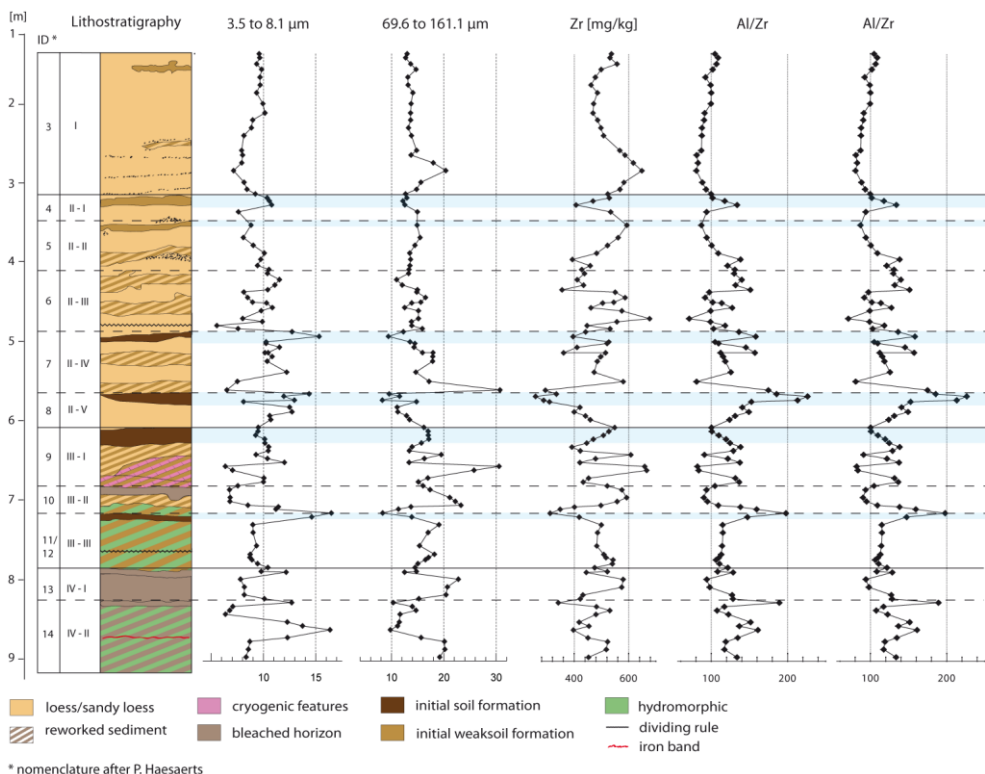 [m] Lithostratigraphy 3.5 to 8.1 μm 69.6 to 161.1 μm Zr [mg/kg] Al/Zr Al/Zr
ID *
1
2
3 I
3
4 II - I
5 II - II
4
6 II - III
5
7 II - IV
8 II - V
6
9 III - I
7
10 III - II
11/
12 III - III
8
13 IV - I
14 IV - II
9
10 15 10 20 30 400 600 100 200 100 200
loess/sandy loess cryogenic features initial soil formation hydromorphic
reworked sediment bleached horizon initial weaksoil formation dividing rule
iron band
* nomenclature after P. Haesaerts